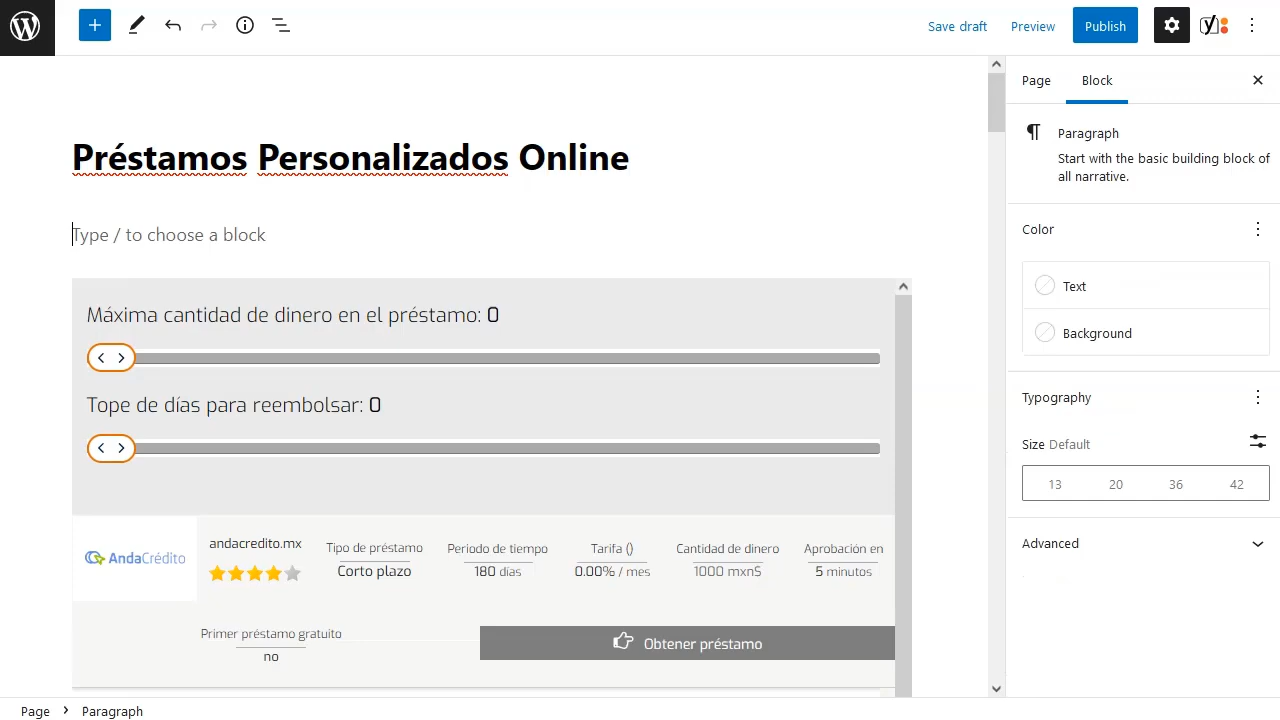 Save draft
Preview
Publish
Page
Block
Paragraph
Start with the basic building block of
all narrative.
Préstamos Personalizados Online
Type / to choose a block
Color
Text
Background
Typography
Size Default
13 20 36 42
Advanced
Máxima cantidad de dinero en el préstamo: 0
Tope de días para reembolsar: 0
AndaCrédito
andacredito.mx
Tipo de préstamo
Corto plazo
Periodo de tiempo
180 días
Tarifa ()
0.00% / mes
Cantidad de dinero
1000 mxn$
Aprobación en
5 minutos
Primer préstamo gratuito
no
Obtener préstamo
Page > Paragraph